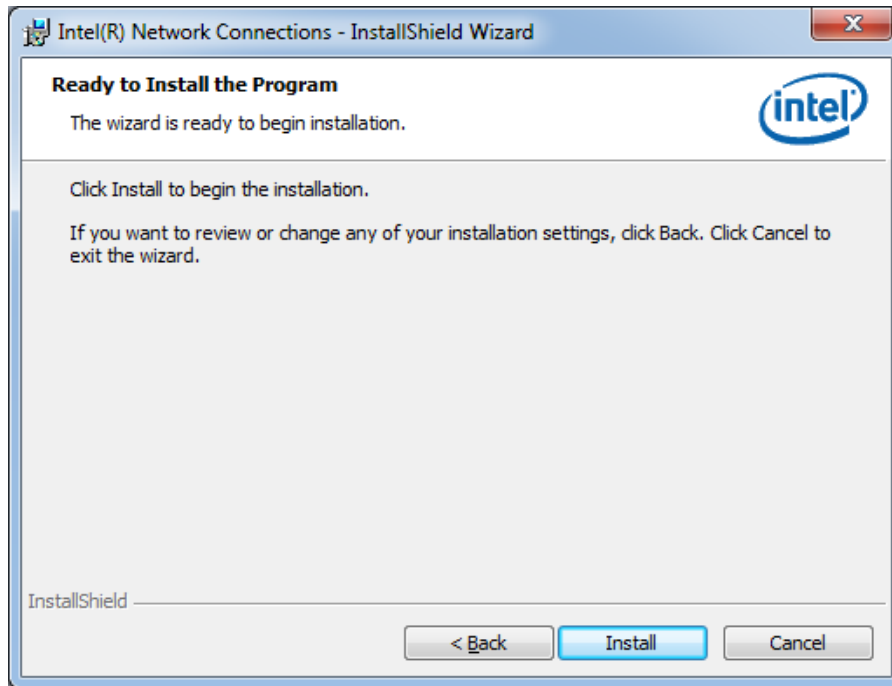 Intel(R) Network Connections - InstallShield Wizard
Ready to Install the Program
The wizard is ready to begin installation.
intel
Click Install to begin the installation.
If you want to review or change any of your installation settings, click Back. Click Cancel to
exit the wizard.
InstallShield
< Back
Install
Cancel